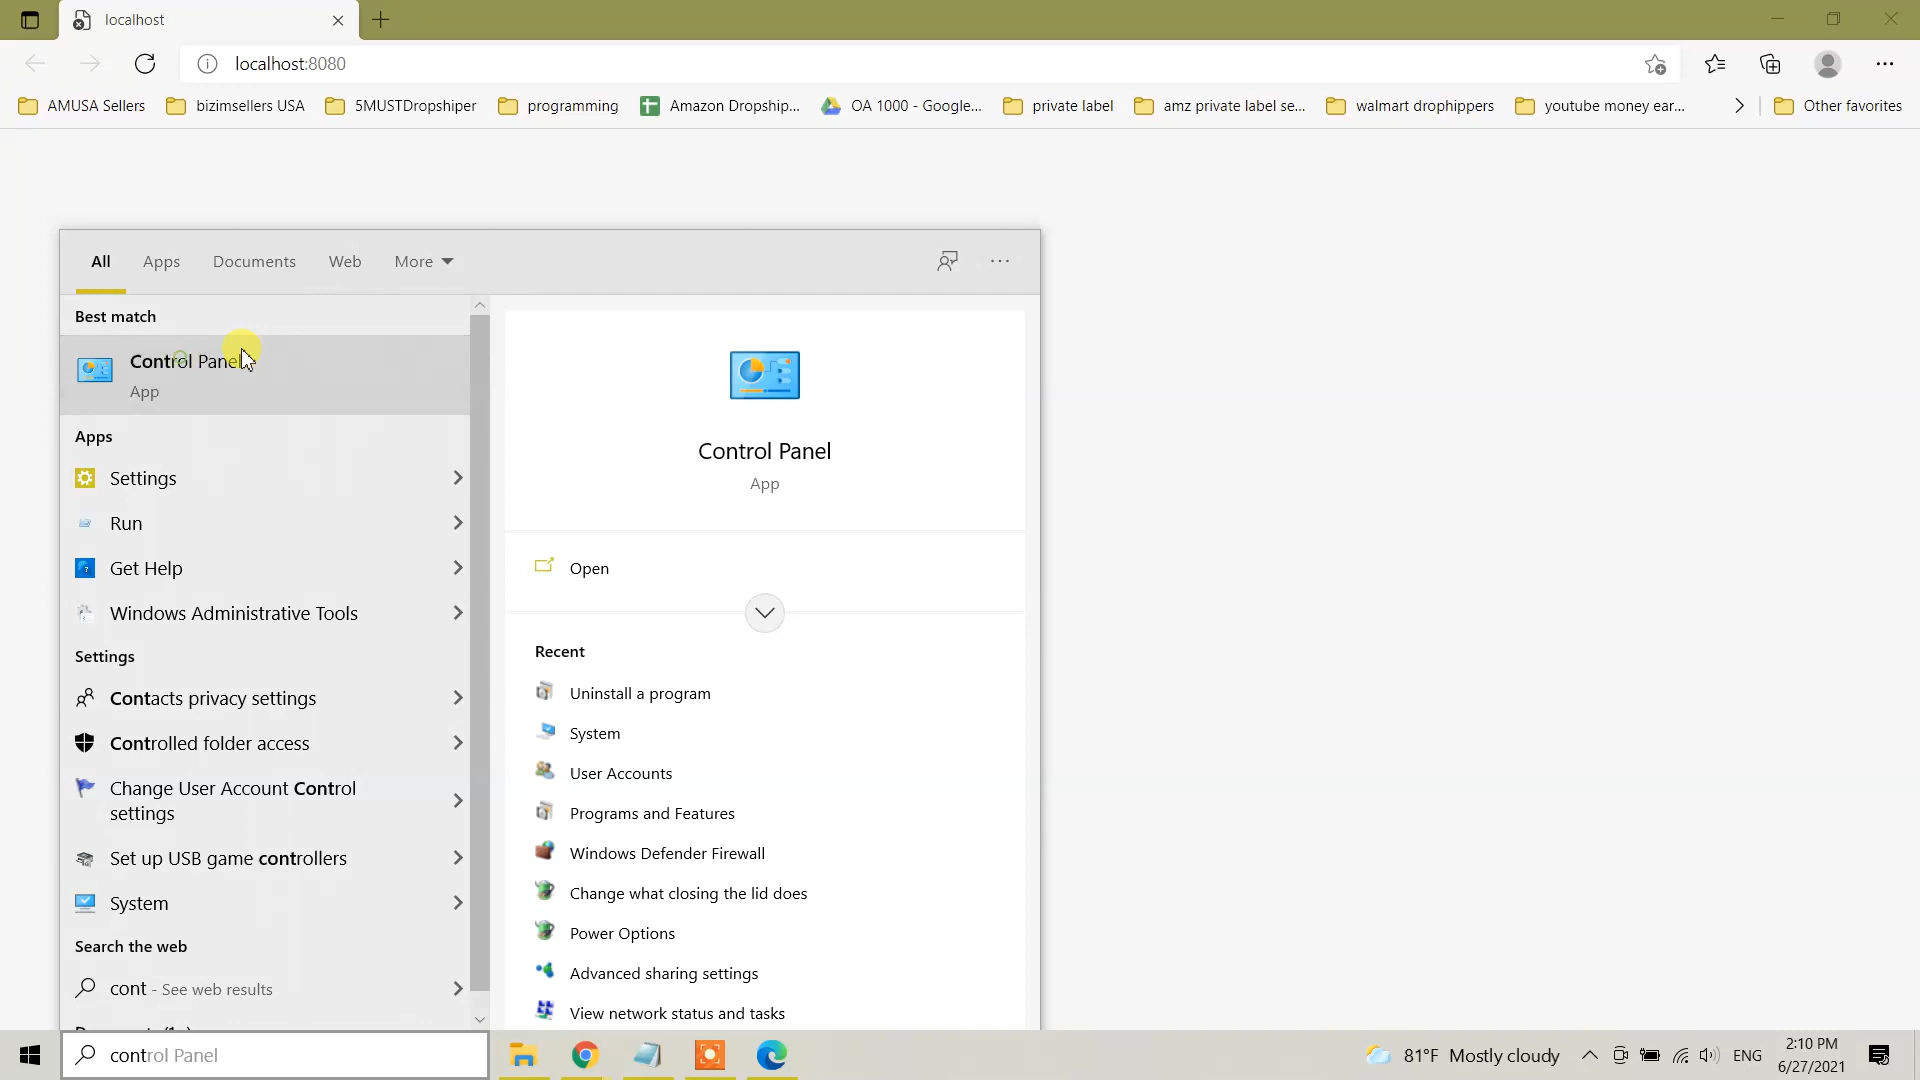 localhost
localhost:8080
AMUSA Sellers
bizimsellers USA
5MUSTDropshiper
programming
Amazon Dropship...
OA 1000 - Google...
private label
amz private label se...
walmart drophippers
youtube money ear...
Other favorites
All
Apps
Documents
Web
More
Best match
Control Panel
App
Apps
Settings
Run
Get Help
Windows Administrative Tools
Settings
Contacts privacy settings
Controlled folder access
Change User Account Control
settings
Set up USB game controllers
System
Search the web
cont - See web results
Control Panel
App
Open
Recent
Uninstall a program
System
User Accounts
Programs and Features
Windows Defender Firewall
Change what closing the lid does
Power Options
Advanced sharing settings
View network status and tasks
control Panel
81°F Mostly cloudy
ENG
2:10 PM
6/27/2021